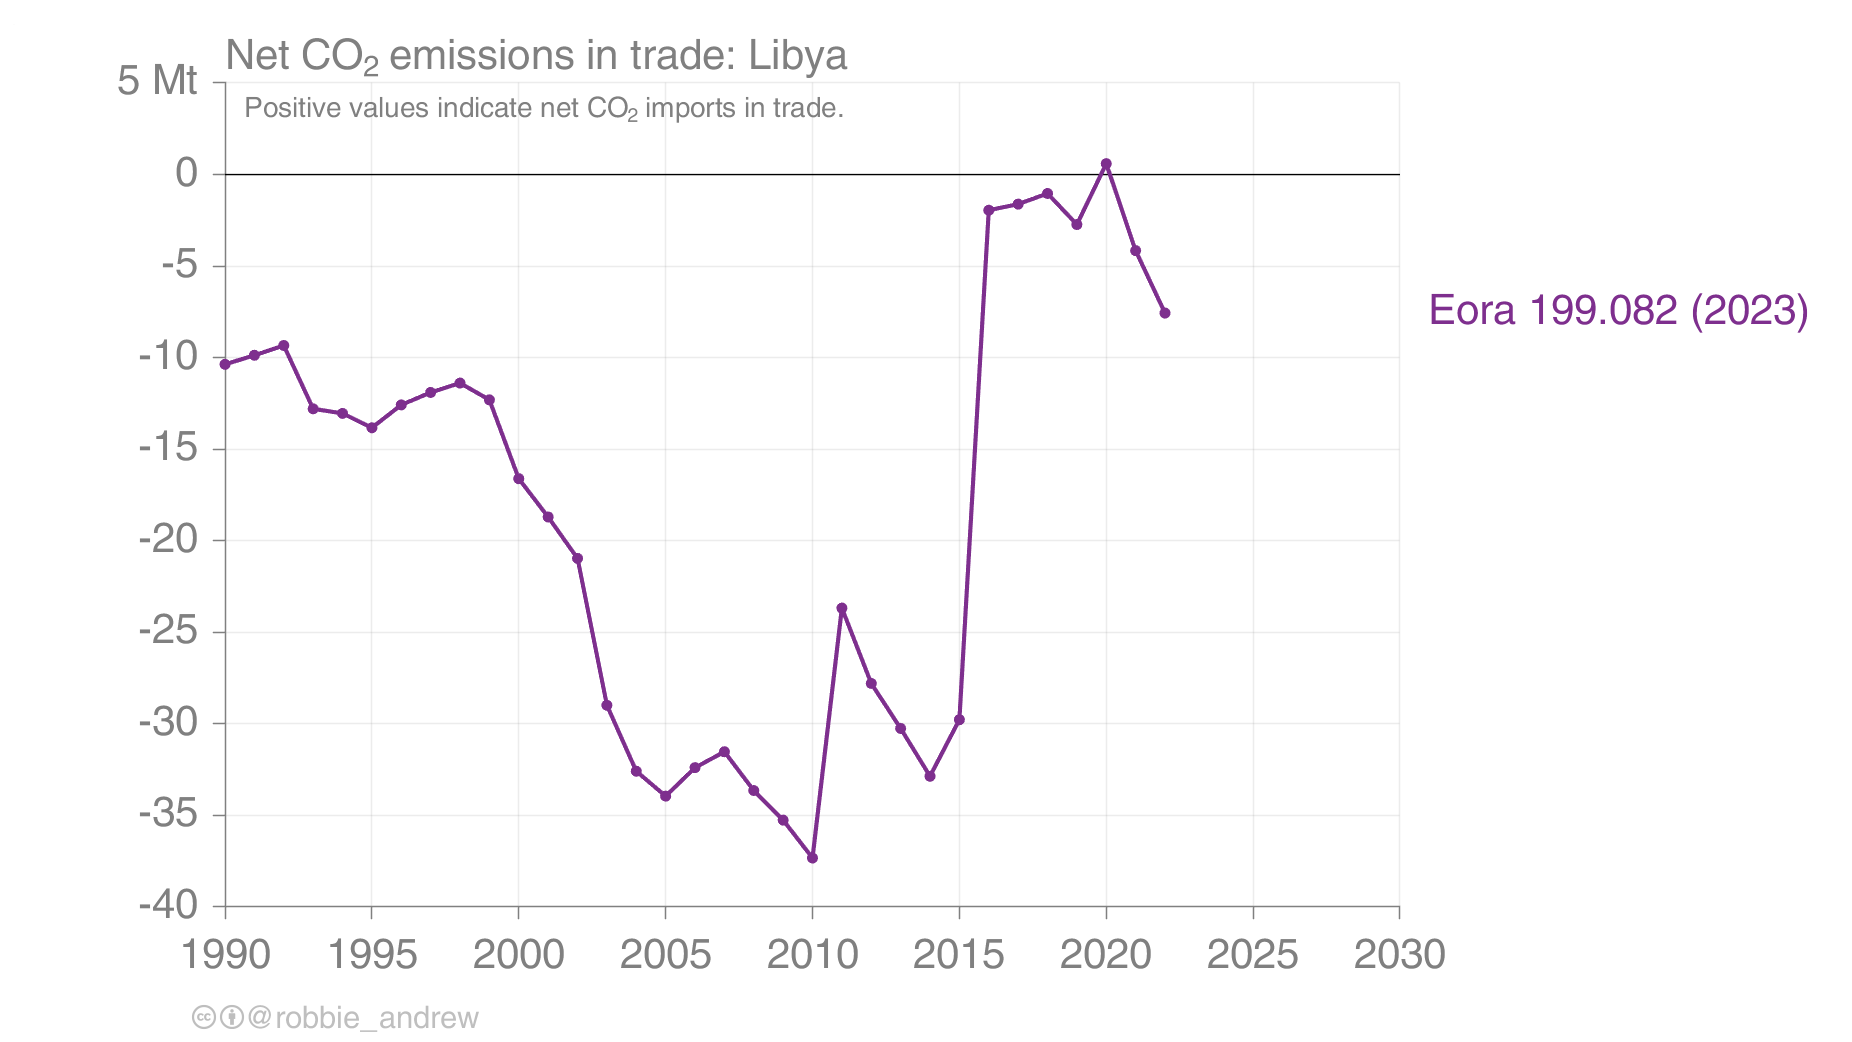 Net CO₂ emissions in trade: Libya
5 Mt
Positive values indicate net CO₂ imports in trade.
0
-5
Eora 199.082 (2023)
-10
-15
-20
-25
-30
-35
-40
1990 1995 2000 2005 2010 2015 2020 2025 2030
cc @robbie_andrew